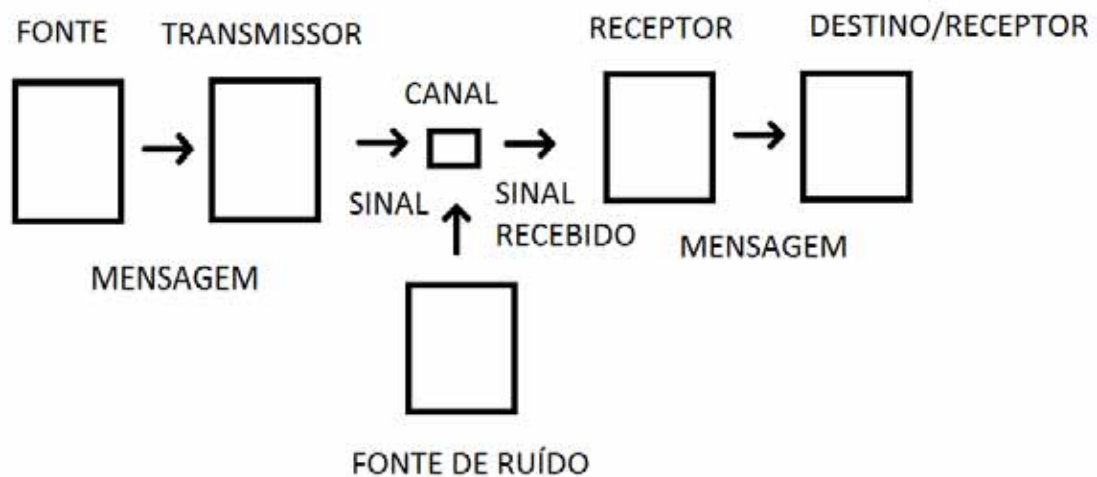 FONTE
TRANSMISSOR
RECEPTOR
DESTINO/RECEPTOR
CANAL
SINAL
SINAL
RECEBIDO
MENSAGEM
MENSAGEM
FONTE DE RUÍDO